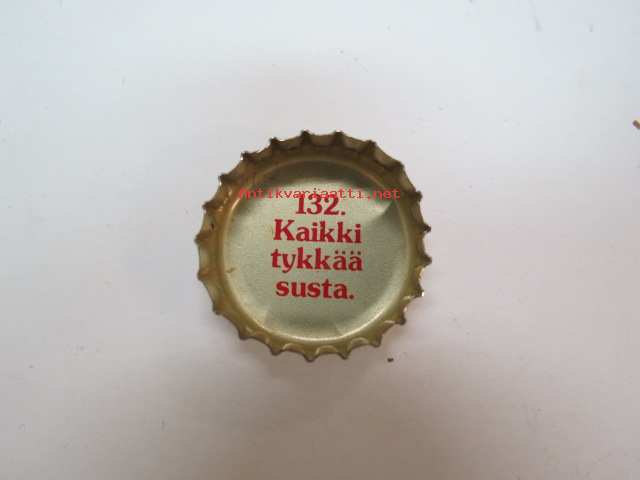 antikvariaatti.net
132.
Kaikki
tykkää
susta.